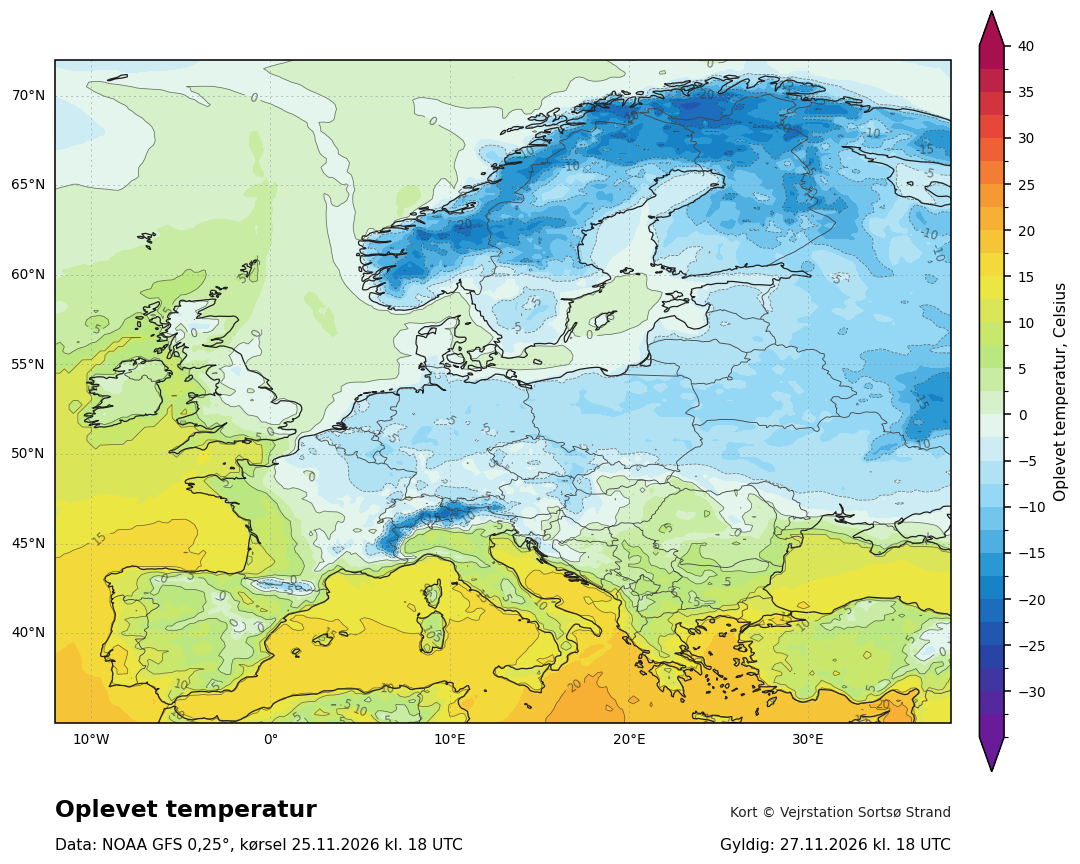 70°N
65°N
60°N
55°N
50°N
45°N
40°N
10°W
0°
10°E
20°E
30°E
40
35
30
25
20
15
10
5
0
−5
−10
−15
−20
−25
−30
Oplevet temperatur, Celsius
Oplevet temperatur
Kort © Vejrstation Sortsø Strand
Data: NOAA GFS 0,25°, kørsel 25.11.2026 kl. 18 UTC
Gyldig: 27.11.2026 kl. 18 UTC